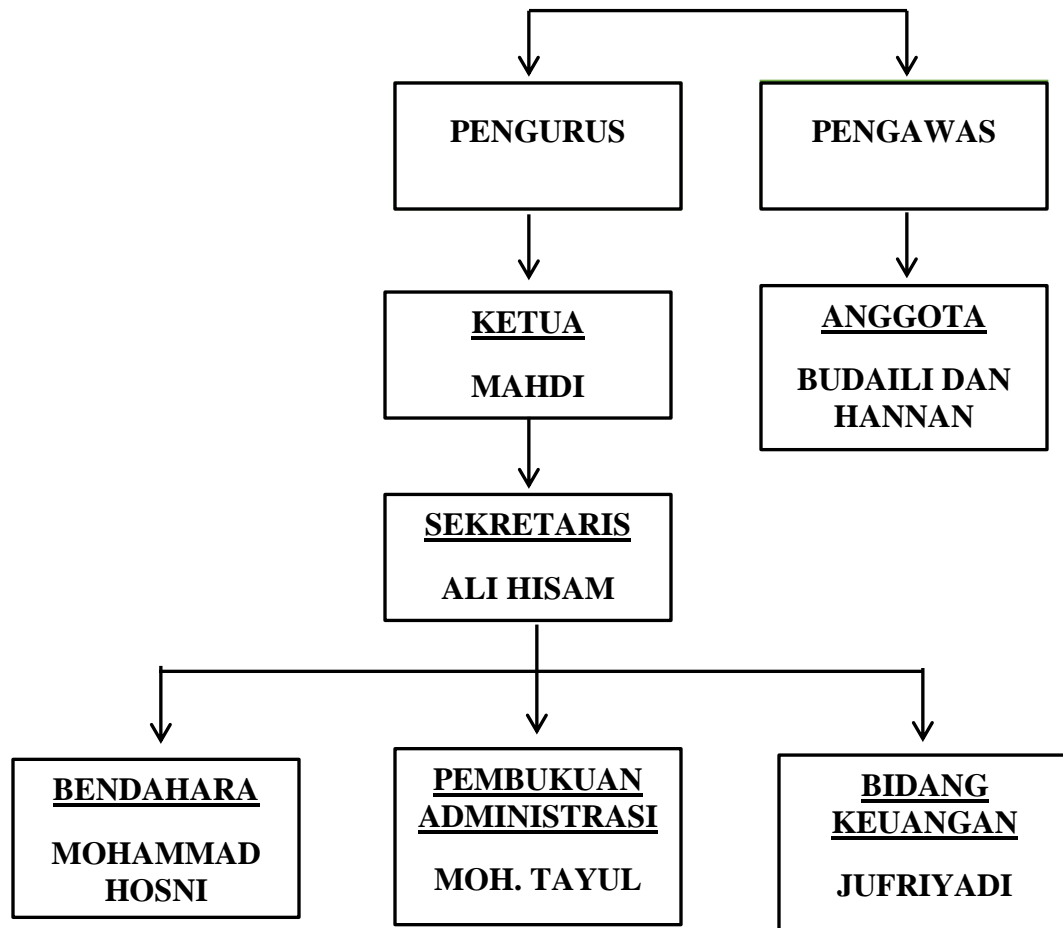 PENGURUS
PENGAWAS
KETUA
MAHDI
ANGGOTA
BUDAILI DAN
HANNAN
SEKRETARIS
ALI HISAM
BENDAHARA
MOHAMMAD
HOSNI
PEMBUKUAN
ADMINISTRASI
MOH. TAYUL
BIDANG
KEUANGAN
JUFRIYADI